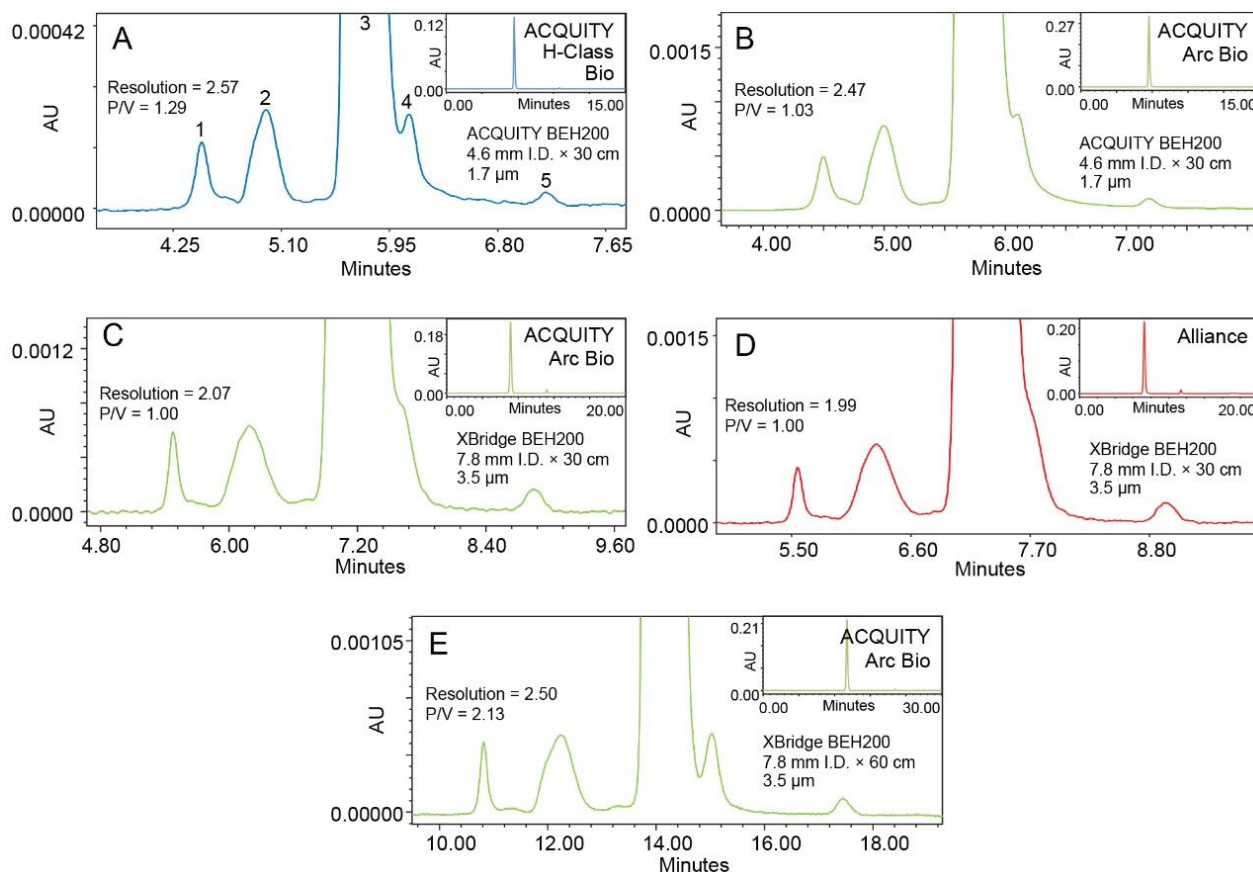 A
0.00042
0.00000
AU
Resolution = 2.57
P/V = 1.29
1
2
3
4
5
0.12
0.00
AU
ACQUITY
H-Class
Bio
0.00 Minutes 15.00
ACQUITY BEH200
4.6 mm I.D. × 30 cm
1.7 µm
4.25 5.10 5.95 6.80 7.65
Minutes
B
0.0015
0.0000
AU
Resolution = 2.47
P/V = 1.03
0.27
0.00
AU
ACQUITY
Arc Bio
0.00 Minutes 15.00
ACQUITY BEH200
4.6 mm I.D. × 30 cm
1.7 µm
4.00 5.00 6.00 7.00
Minutes
C
0.0012
0.0000
AU
Resolution = 2.07
P/V = 1.00
0.18
0.00
AU
ACQUITY
Arc Bio
0.00 Minutes 20.00
XBridge BEH200
7.8 mm I.D. × 30 cm
3.5 µm
4.80 6.00 7.20 8.40 9.60
Minutes
D
0.0015
0.0000
AU
Resolution = 1.99
P/V = 1.00
0.20
0.00
AU
Alliance
0.00 Minutes 20.00
XBridge BEH200
7.8 mm I.D. × 30 cm
3.5 µm
5.50 6.60 7.70 8.80
Minutes
E
0.00105
0.00000
AU
Resolution = 2.50
P/V = 2.13
0.21
0.00
AU
ACQUITY
Arc Bio
0.00 Minutes 30.00
XBridge BEH200
7.8 mm I.D. × 60 cm
3.5 µm
10.00 12.00 14.00 16.00 18.00
Minutes